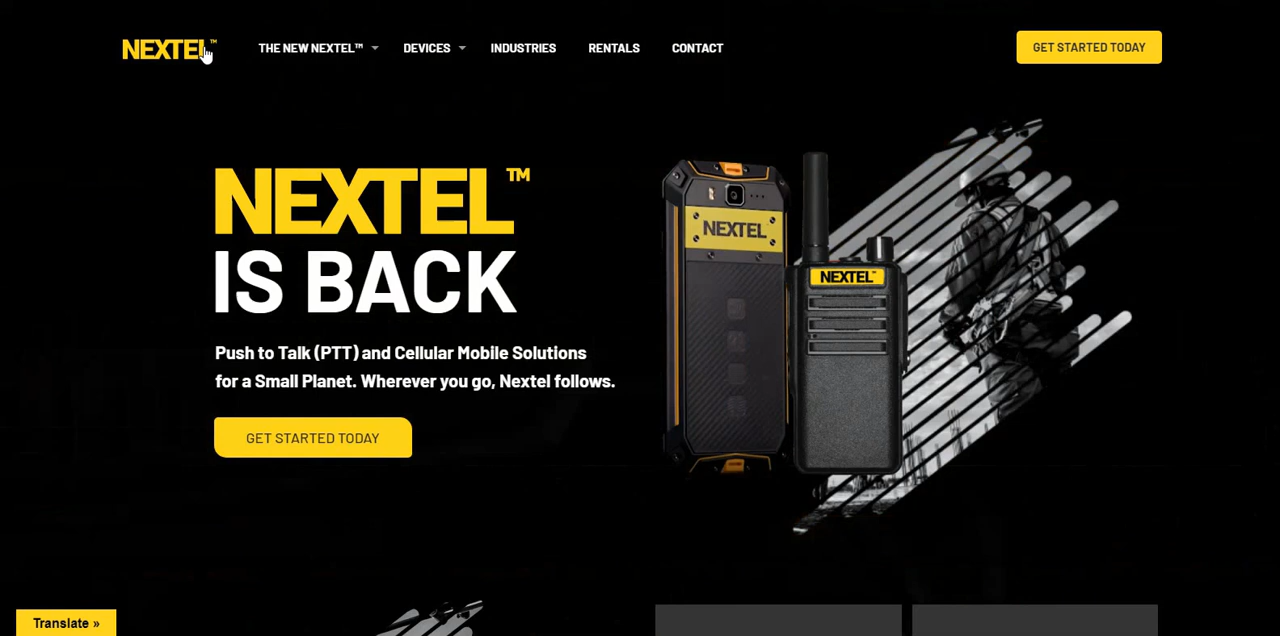 NEXTEL™
THE NEW NEXTEL™
DEVICES
INDUSTRIES
RENTALS
CONTACT
GET STARTED TODAY
NEXTEL™
IS BACK
Push to Talk (PTT) and Cellular Mobile Solutions
for a Small Planet. Wherever you go, Nextel follows.
GET STARTED TODAY
NEXTEL
NEXTEL™
Translate »